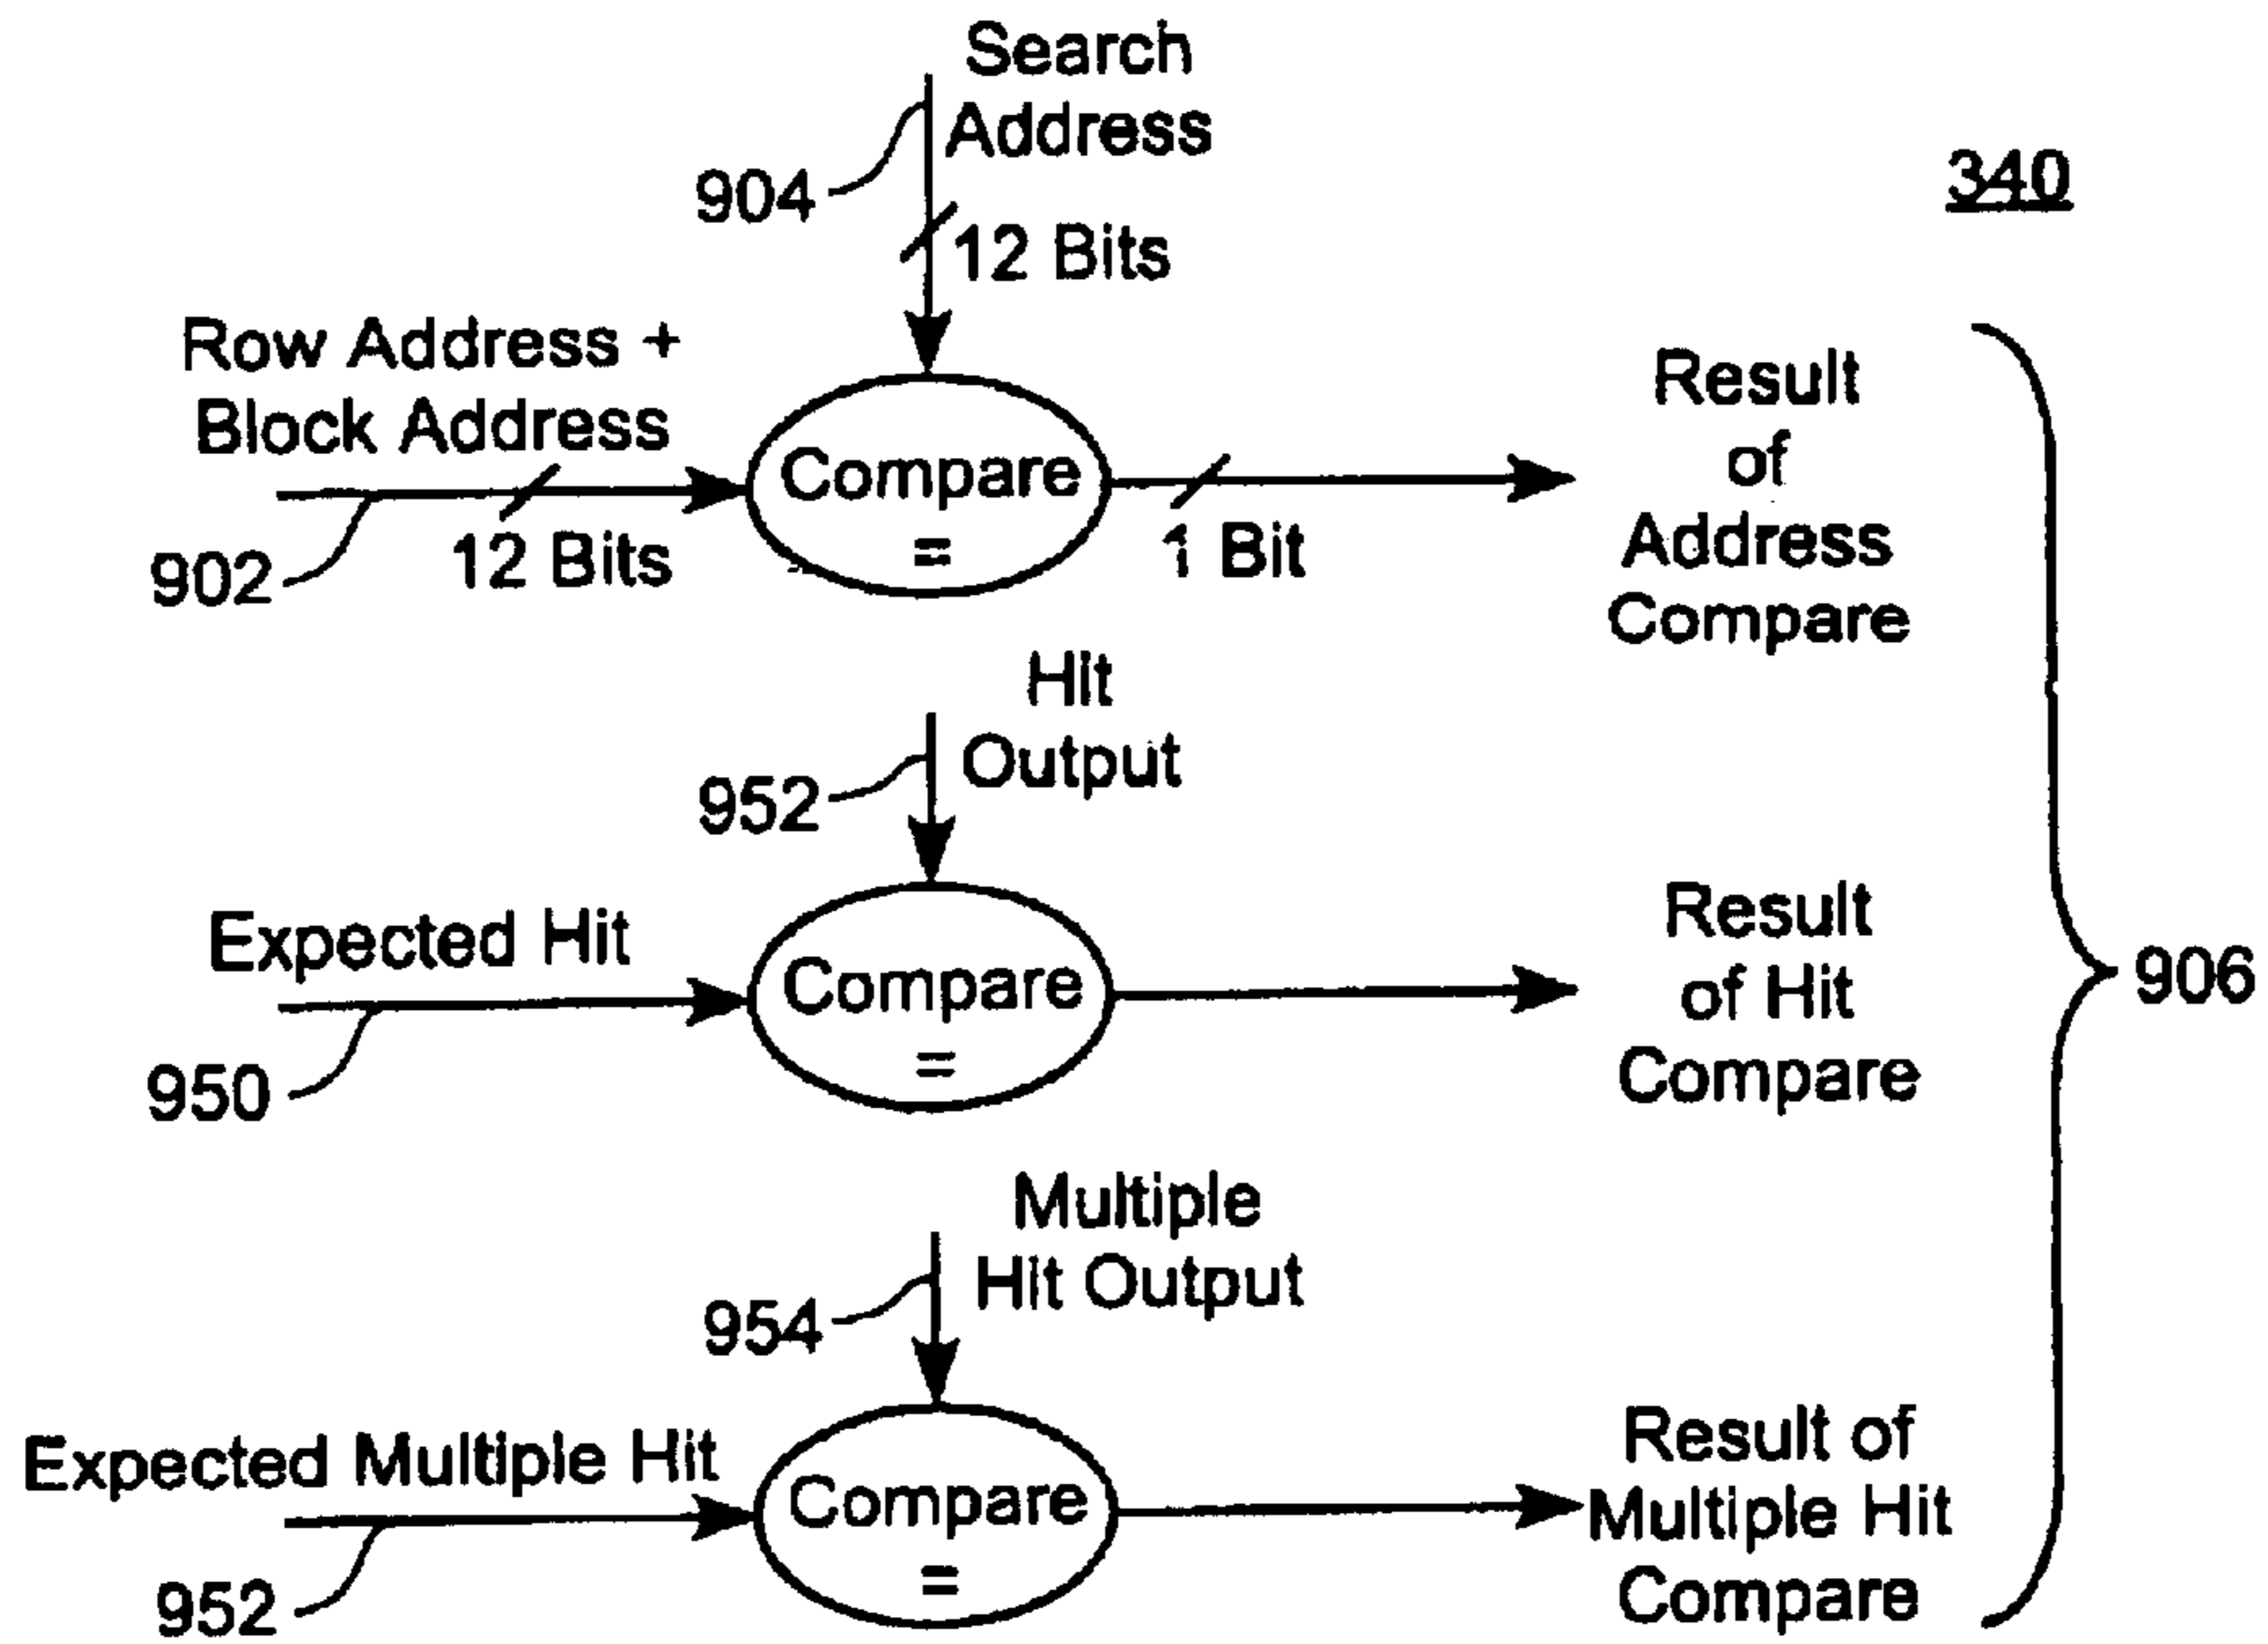 Search
Address
904
12 Bits
340
Row Address +
Block Address
902
12 Bits
Compare
=
1 Bit
Result
of
Address
Compare
Hit
Output
952
Expected Hit
950
Compare
=
Result
of Hit
Compare
906
Multiple
Hit Output
954
Expected Multiple Hit
952
Compare
=
Result of
Multiple Hit
Compare